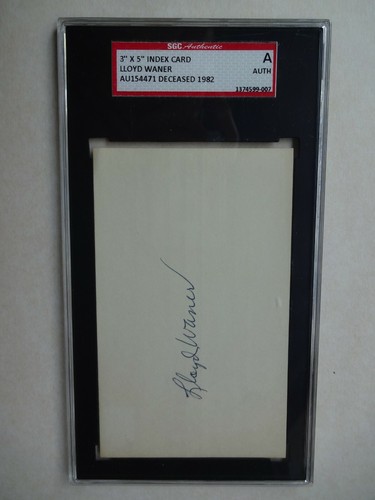 SGC Authentic
3" X 5" INDEX CARD A
LLOYD WANER AUTH
AU154471 DECEASED 1982
1374599-007
Lloyd Waner